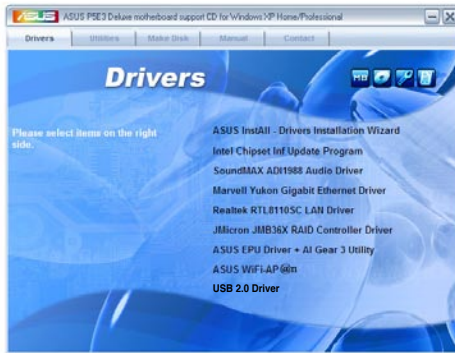 ASUS P5E3 Deluxe motherboard support CD for Windows XP Home/Professional
Drivers Utilities Make Disk Manual Contact
Drivers
Please select items on the right
side.
ASUS InstAll - Drivers Installation Wizard
Intel Chipset Inf Update Program
SoundMAX ADI1988 Audio Driver
Marvell Yukon Gigabit Ethernet Driver
Realtek RTL8110SC LAN Driver
JMicron JMB36X RAID Controller Driver
ASUS EPU Driver + AI Gear 3 Utility
ASUS WiFi-AP @n
USB 2.0 Driver